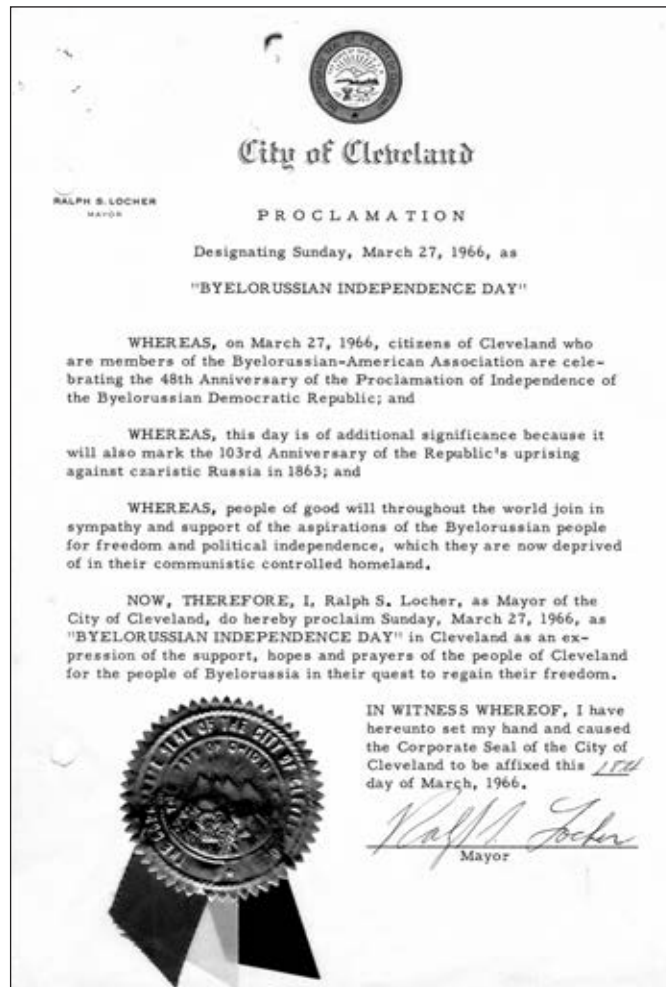 City of Cleveland
RALPH S. LOCHER
MAYOR
PROCLAMATION
Designating Sunday, March 27, 1966, as
"BYELORUSSIAN INDEPENDENCE DAY"
WHEREAS, on March 27, 1966, citizens of Cleveland who
are members of the Byelorussian-American Association are cele-
brating the 48th Anniversary of the Proclamation of Independence of
the Byelorussian Democratic Republic; and
WHEREAS, this day is of additional significance because it
will also mark the 103rd Anniversary of the Republic's uprising
against czaristic Russia in 1863; and
WHEREAS, people of good will throughout the world join in
sympathy and support of the aspirations of the Byelorussian people
for freedom and political independence, which they are now deprived
of in their communistic controlled homeland.
NOW, THEREFORE, I, Ralph S. Locher, as Mayor of the
City of Cleveland, do hereby proclaim Sunday, March 27, 1966, as
"BYELORUSSIAN INDEPENDENCE DAY" in Cleveland as an ex-
pression of the support, hopes and prayers of the people of Cleveland
for the people of Byelorussia in their quest to regain their freedom.
IN WITNESS WHEREOF, I have
hereunto set my hand and caused
the Corporate Seal of the City of
Cleveland to be affixed this
day of March, 1966.
Ralph S. Locher
Mayor
SEAL OF THE CITY OF